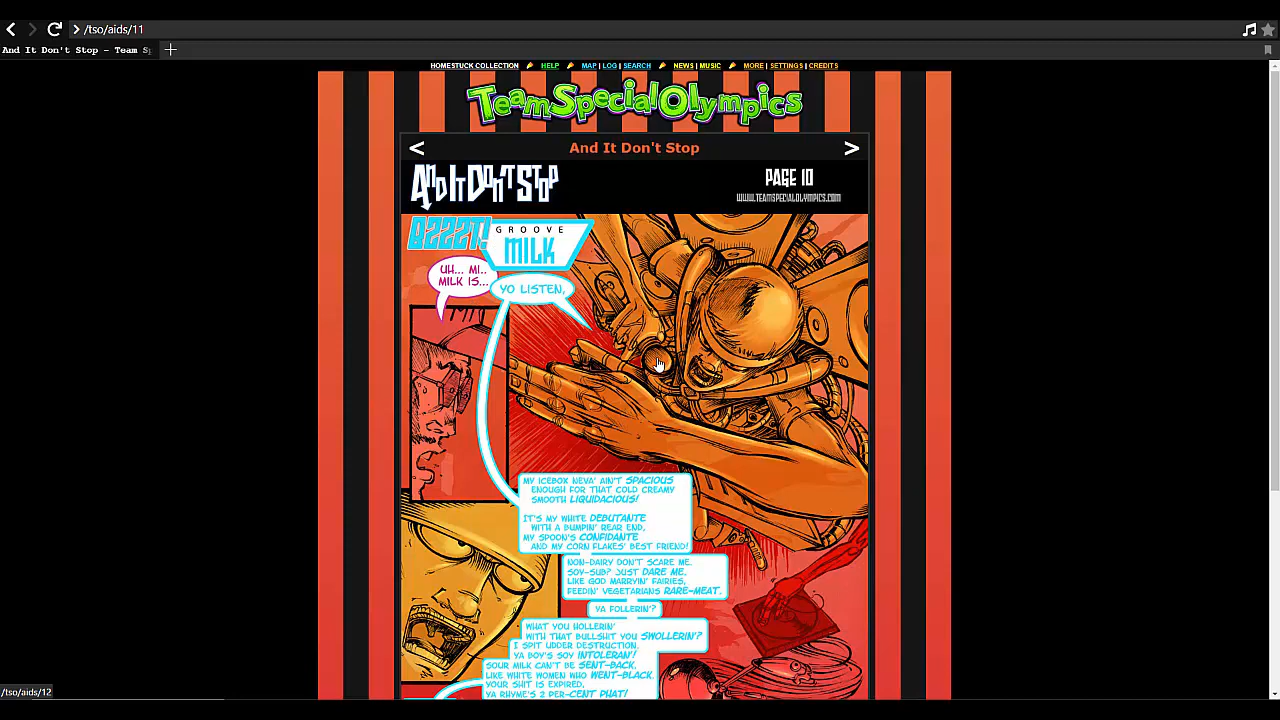 /tso/aids/11
And It Don't Stop - Team Sp
HOMESTUCK COLLECTION HELP MAP | LOG | SEARCH NEWS | MUSIC MORE | SETTINGS | CREDITS
TeamSpecialOlympics
< And It Don't Stop >
AND IT DON'T STOP
PAGE 10
WWW.TEAMSPECIALOLYMPICS.COM
BZZZT!
GROOVE
MILK
UH... MI..
MILK IS...
YO LISTEN,
MY ICEBOX NEVA' AIN'T SPACIOUS
ENOUGH FOR THAT COLD CREAMY
SMOOTH LIQUIDACIOUS!
IT'S MY WHITE DEBUTANTE
WITH A BUMPIN' REAR END,
MY SPOON'S CONFIDANTE
AND MY CORN FLAKES' BEST FRIEND!
NON-DAIRY DON'T SCARE ME.
SOY-SUB? JUST DARE ME,
LIKE GOD MARRYIN' FAIRIES,
FEEDIN' VEGETARIANS RARE-MEAT.
YA FOLLERIN'?
WHAT YOU HOLLERIN'
WITH THAT BULLSHIT YOU SWOLLERIN'?
I SPIT UDDER DESTRUCTION.
YA BOY'S SOY INTOLERAN'!
SOUR MILK CAN'T BE SENT-BACK,
LIKE WHITE WOMEN WHO WENT-BLACK.
YOUR SHIT IS EXPIRED,
YA RHYME'S 2 PER-CENT PHAT!
/tso/aids/12